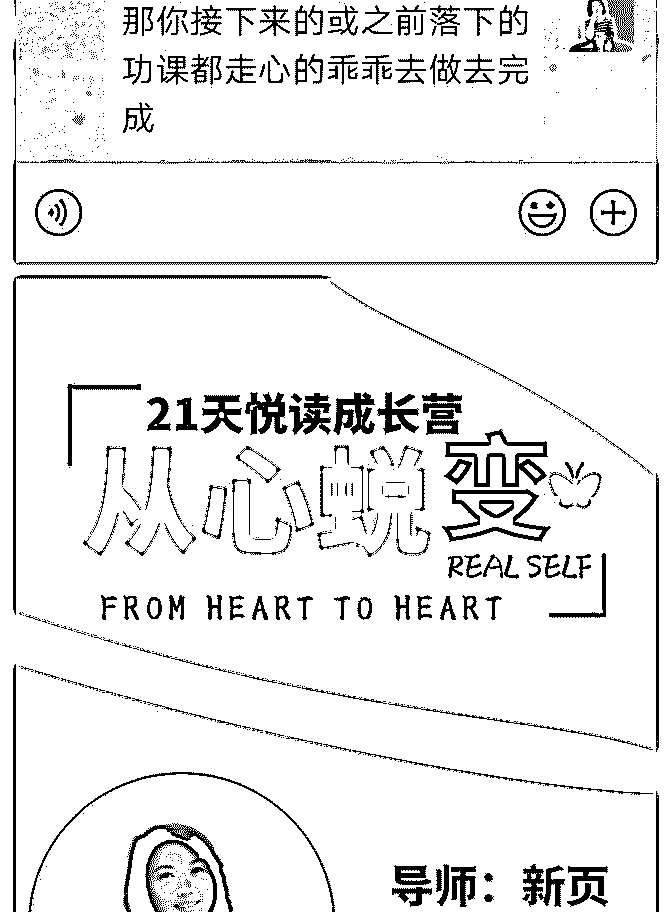 那你接下来的或之前落下的
功课都走心的乖乖去做去完
成
21天悦读成长营
从心蜕变
REAL SELF
FROM HEART TO HEART
导师：新页